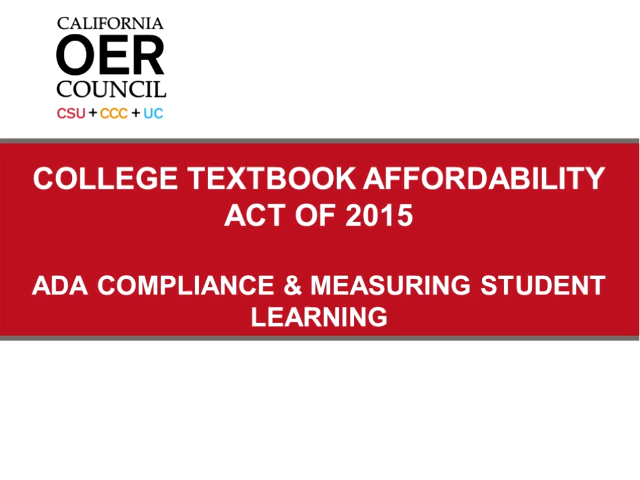 CALIFORNIA
OER
COUNCIL
CSU + CCC + UC
COLLEGE TEXTBOOK AFFORDABILITY
ACT OF 2015
ADA COMPLIANCE & MEASURING STUDENT
LEARNING